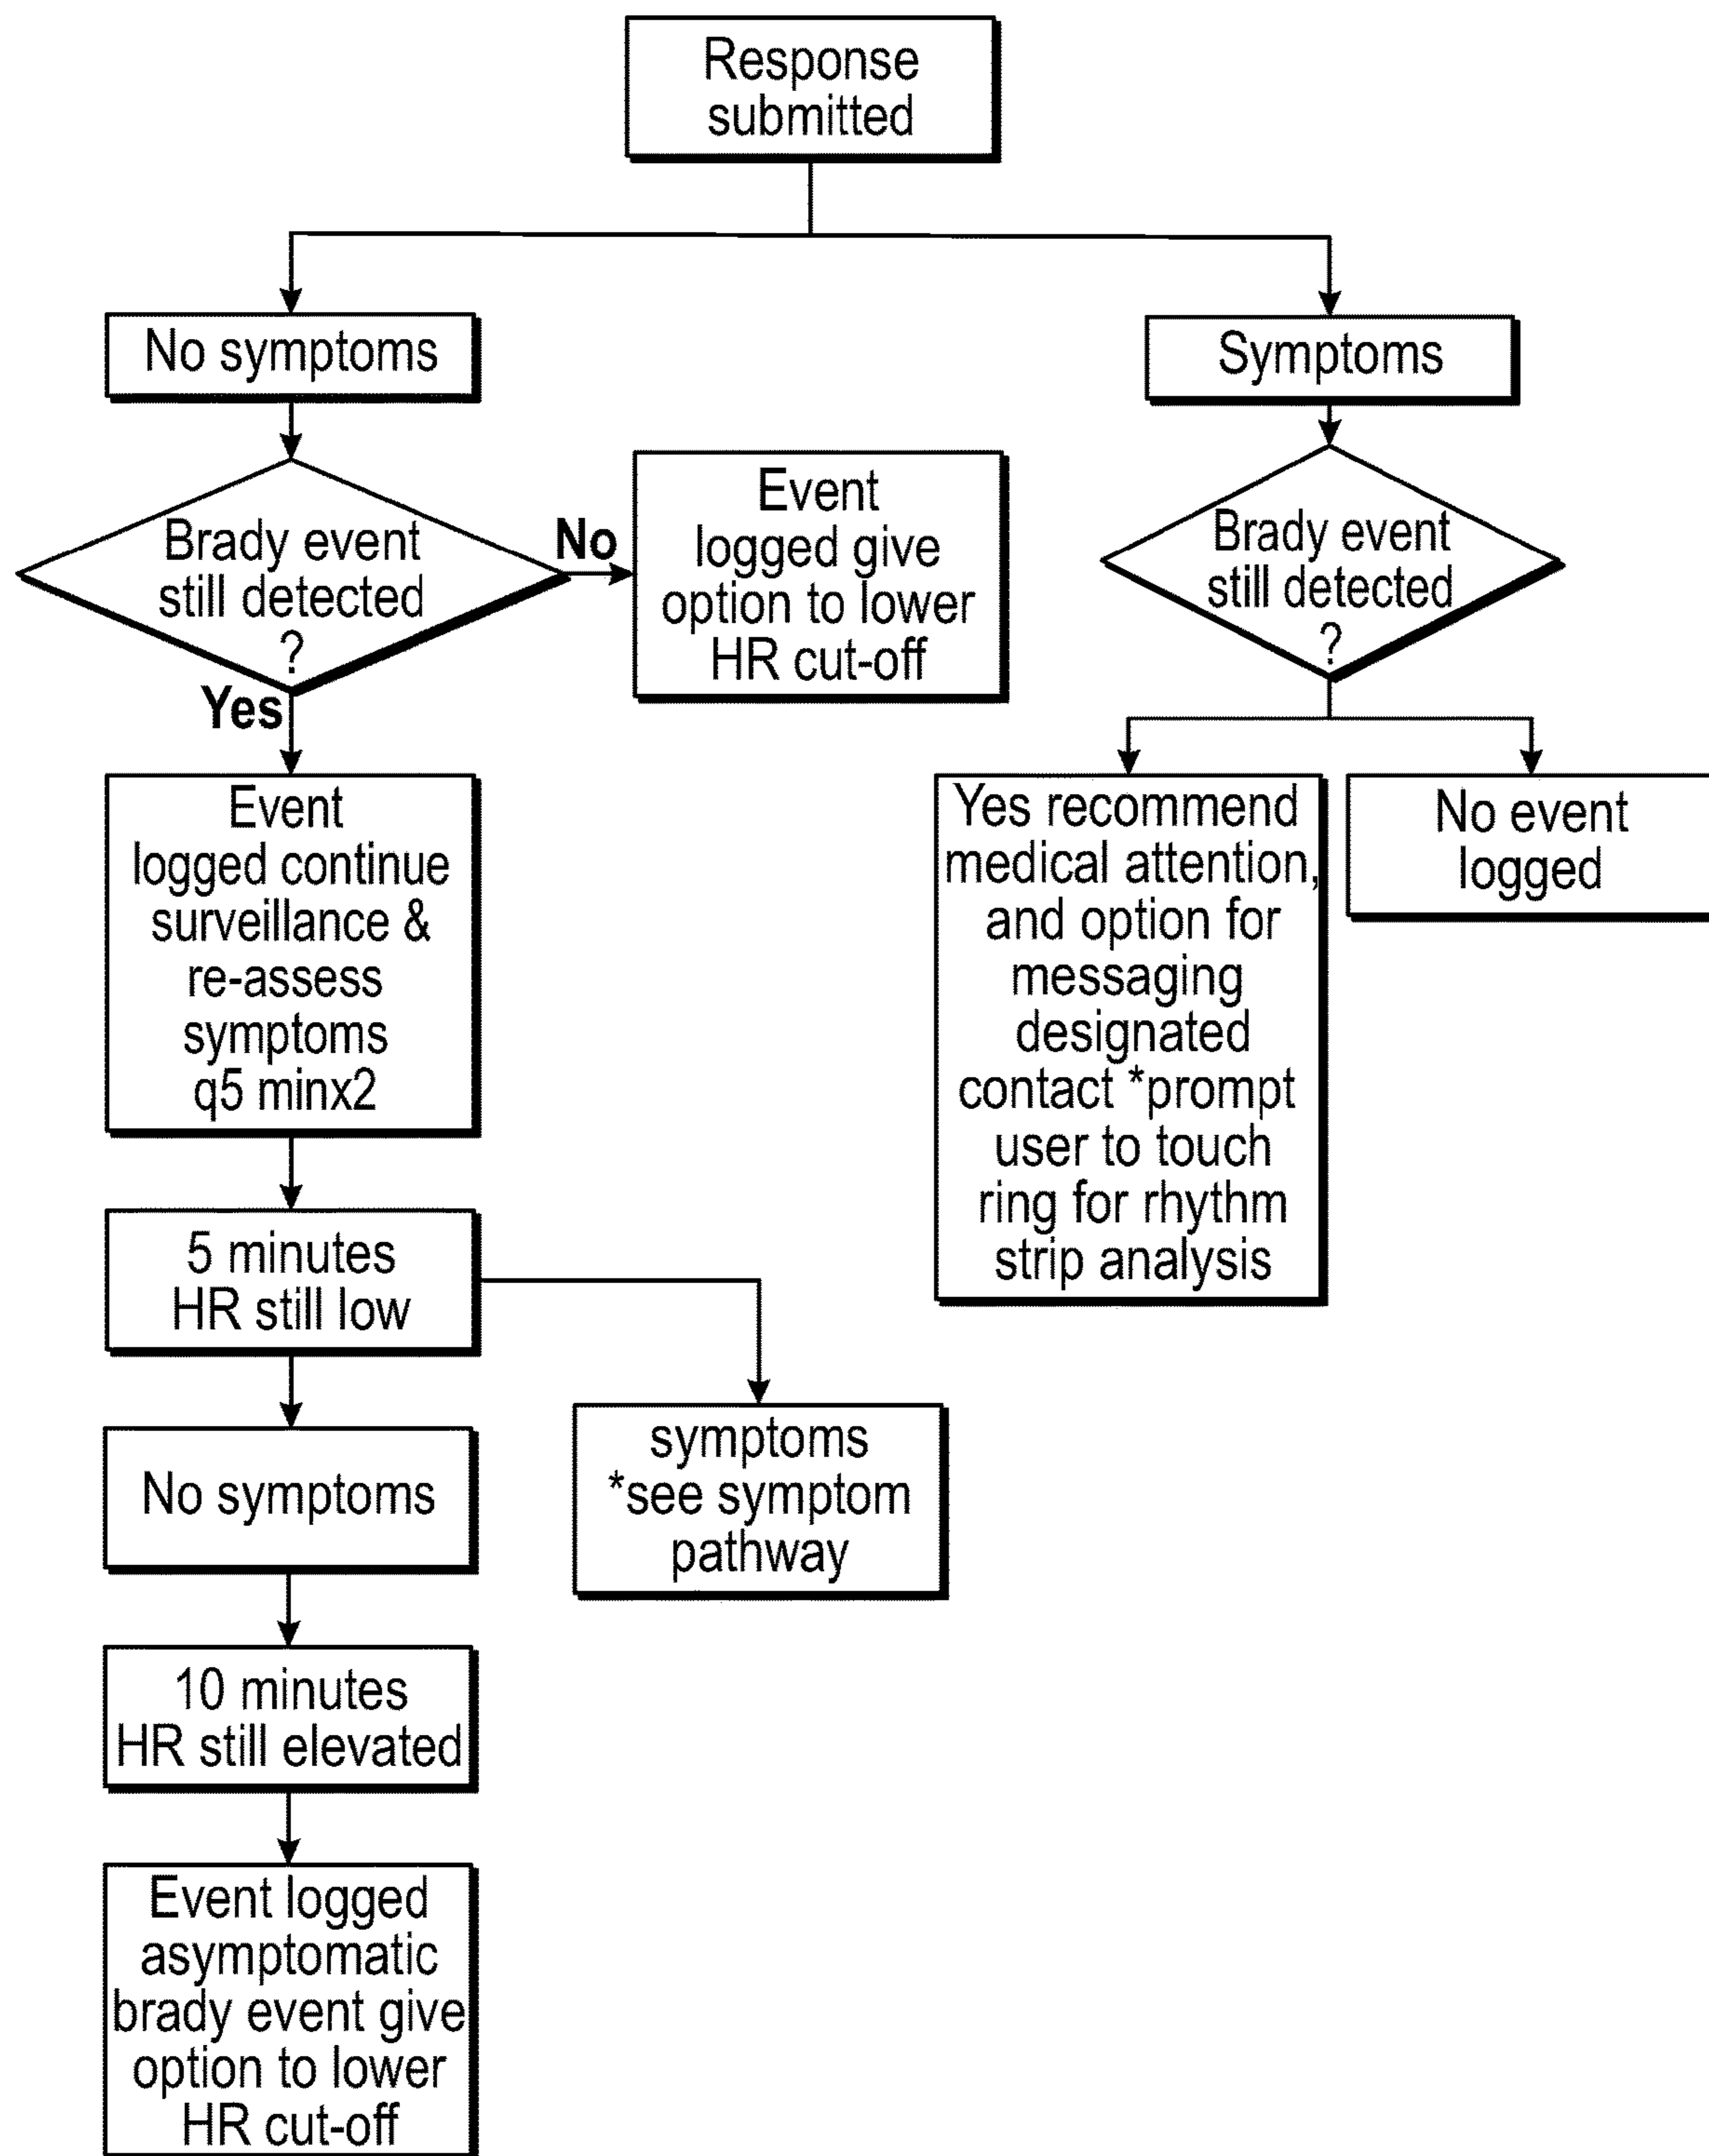 Response
submitted
No symptoms
Symptoms
Brady event
still detected
?
No
Yes
Event
logged give
option to lower
HR cut-off
Brady event
still detected
?
Event
logged continue
surveillance &
re-assess
symptoms
q5 minx2
Yes recommend
medical attention,
and option for
messaging
designated
contact *prompt
user to touch
ring for rhythm
strip analysis
No event
logged
5 minutes
HR still low
No symptoms
symptoms
*see symptom
pathway
10 minutes
HR still elevated
Event logged
asymptomatic
brady event give
option to lower
HR cut-off